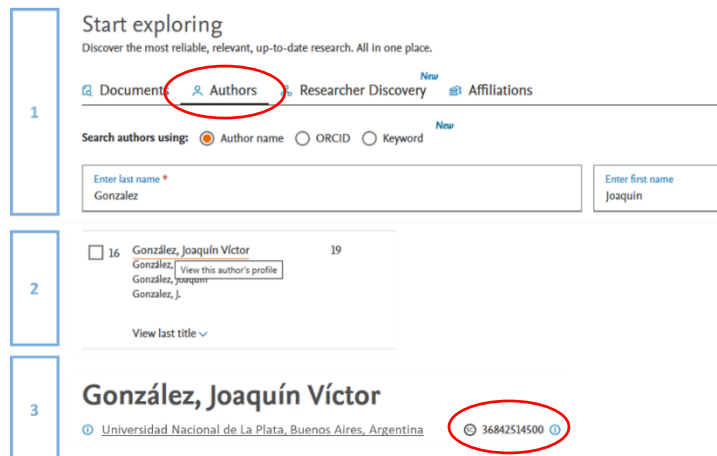 1
Start exploring
Discover the most reliable, relevant, up-to-date research. All in one place.
New
Documents Authors Researcher Discovery Affiliations
New
Search authors using: Author name ORCID Keyword
Enter last name * Enter first name
Gonzalez Joaquin
2
16 González, Joaquín Víctor 19
González,
View this author's profile
González, Joaquín
Gonzalez, J.
View last title
3
González, Joaquín Víctor
Universidad Nacional de La Plata, Buenos Aires, Argentina SC 36842514500